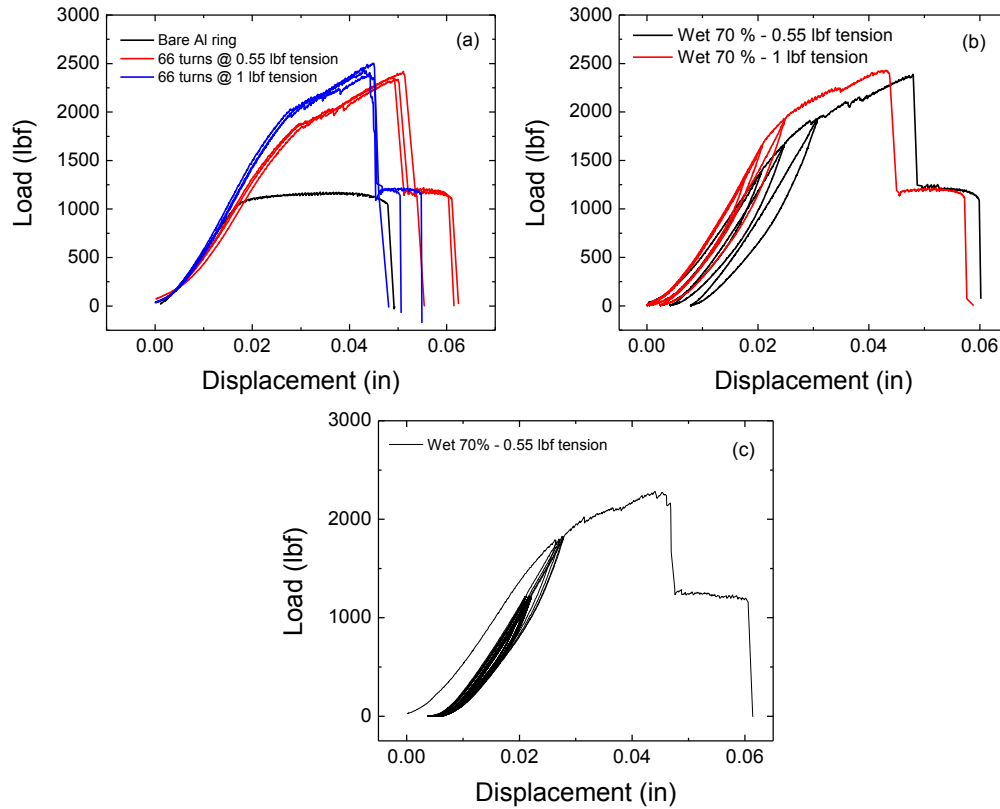 (a)
Bare Al ring
66 turns @ 0.55 lbf tension
66 turns @ 1 lbf tension
3000
2500
2000
1500
1000
500
0
Load (lbf)
0.00 0.02 0.04 0.06
Displacement (in)
(b)
Wet 70 % - 0.55 lbf tension
Wet 70 % - 1 lbf tension
3000
2500
2000
1500
1000
500
0
Load (lbf)
0.00 0.02 0.04 0.06
Displacement (in)
(c)
Wet 70% - 0.55 lbf tension
3000
2000
1000
0
Load (lbf)
0.00 0.02 0.04 0.06
Displacement (in)